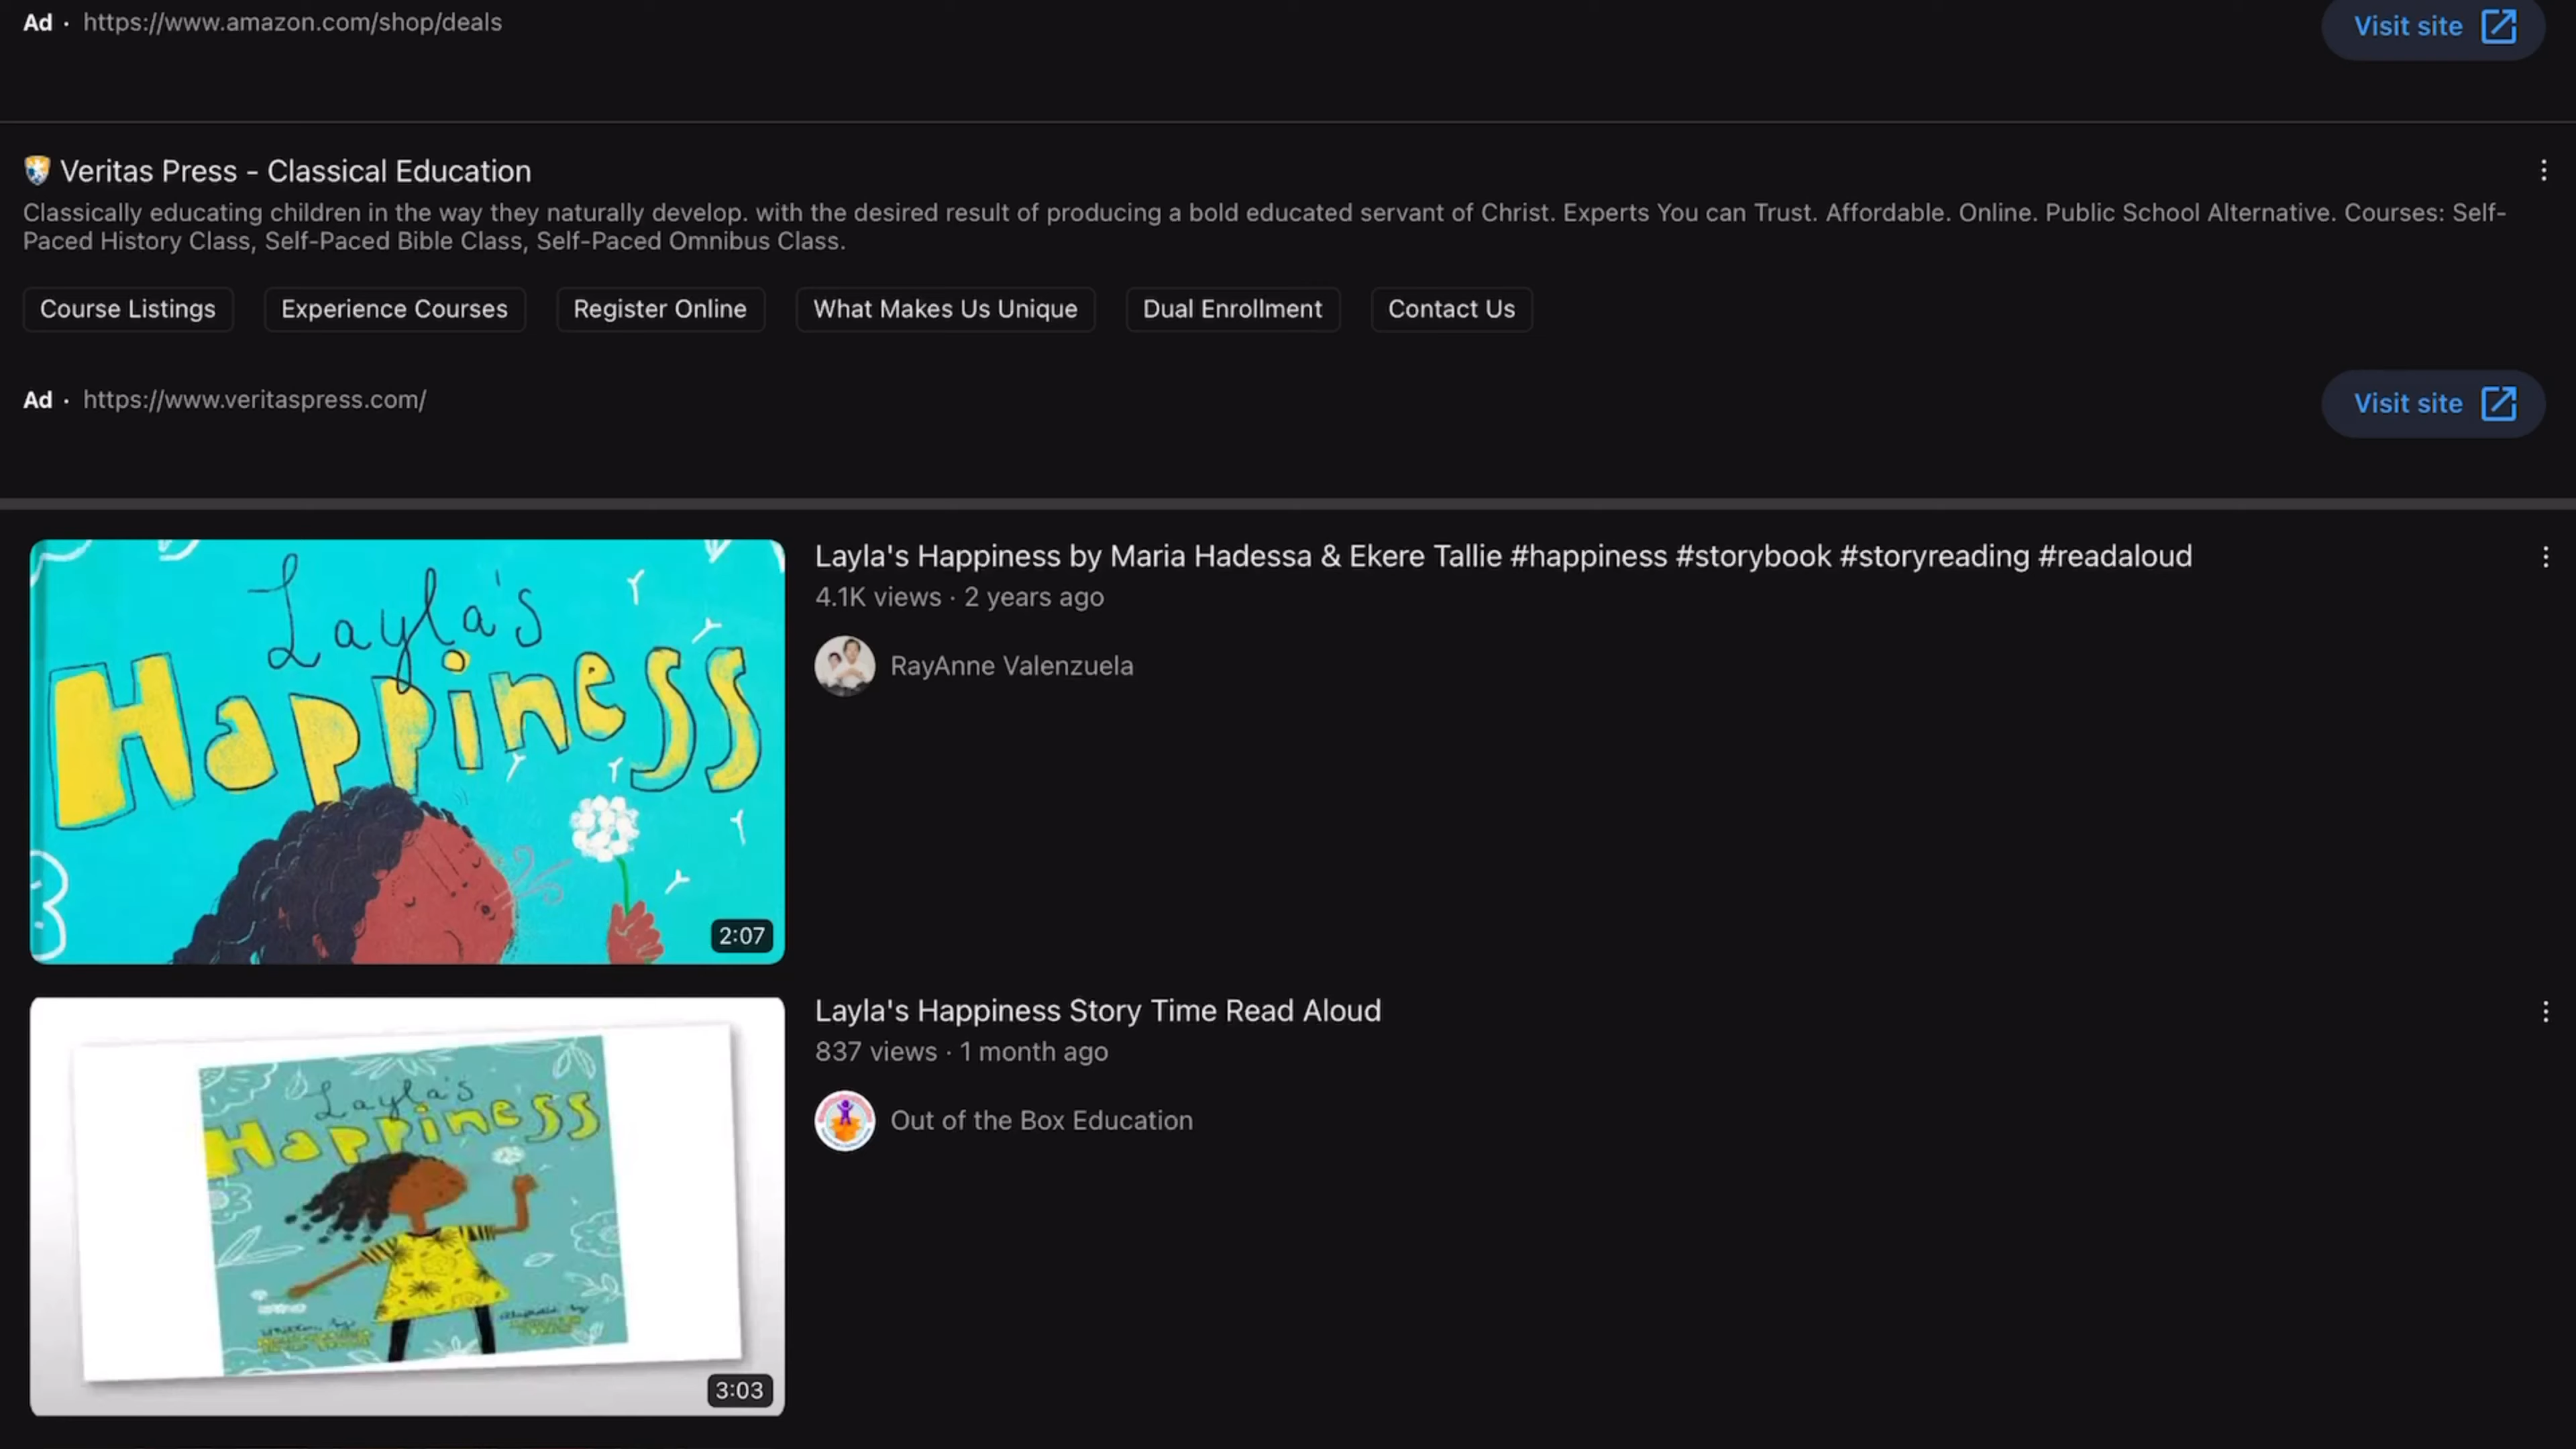 Ad · https://www.amazon.com/shop/deals
Visit site
Veritas Press - Classical Education
Classically educating children in the way they naturally develop. with the desired result of producing a bold educated servant of Christ. Experts You can Trust. Affordable. Online. Public School Alternative. Courses: Self-
Paced History Class, Self-Paced Bible Class, Self-Paced Omnibus Class.
Course Listings
Experience Courses
Register Online
What Makes Us Unique
Dual Enrollment
Contact Us
Ad · https://www.veritaspress.com/
Visit site
Layla's
Happiness
2:07
Layla's Happiness by Maria Hadessa & Ekere Tallie #happiness #storybook #storyreading #readaloud
4.1K views · 2 years ago
RayAnne Valenzuela
Layla's
Happiness
3:03
Layla's Happiness Story Time Read Aloud
837 views · 1 month ago
Out of the Box Education